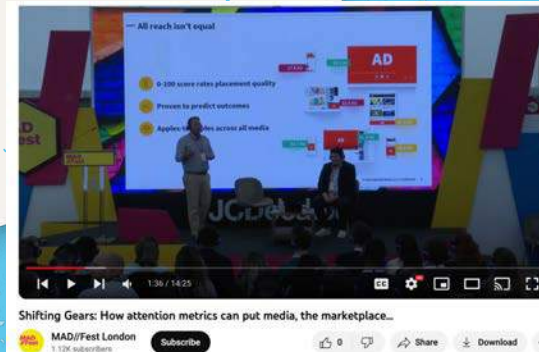 All reach isn't equal
AD
0-100 score rates placement quality
Proven to predict outcomes
Applies to across all media
AD
MAD
Fest
JCDecaux
1:36 / 14:25
CC
Shifting Gears: How attention metrics can put media, the marketplace...
MAD//Fest London
1.12K subscribers
Subscribe
0
Share
Download